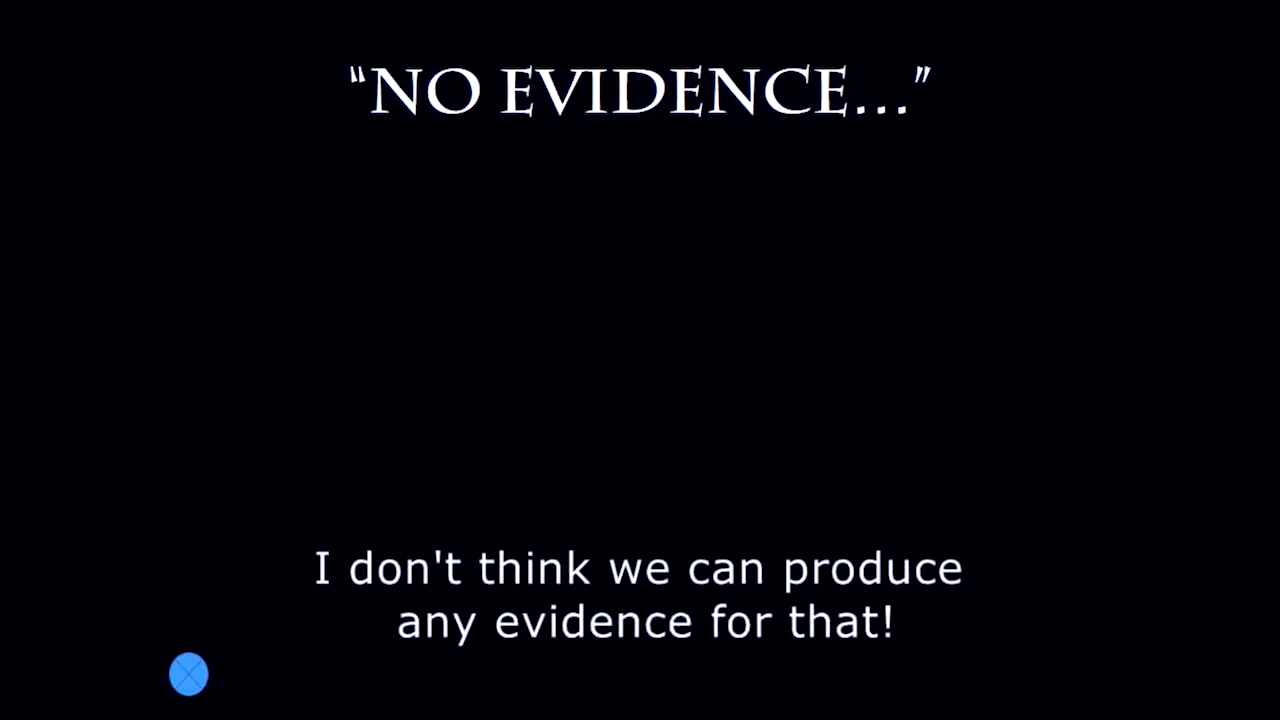 “NO EVIDENCE…”
I don't think we can produce
any evidence for that!